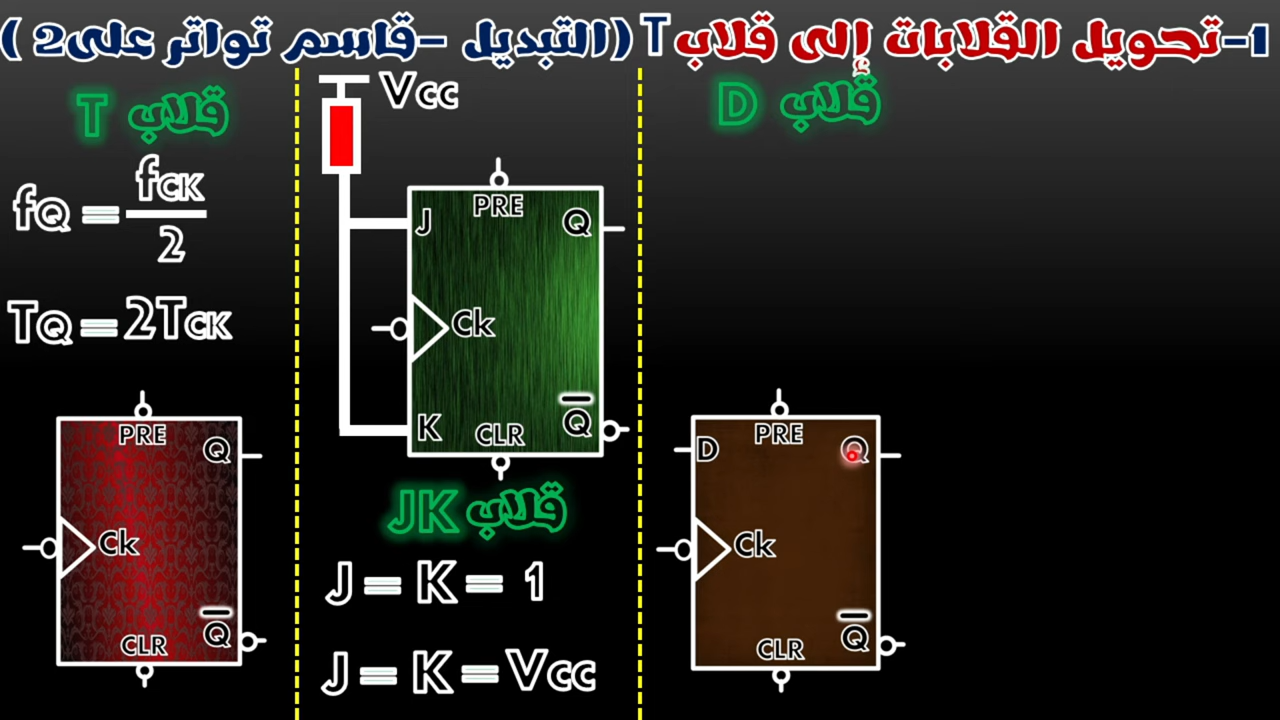 1-تحويل القلابات إلى قلاب T (التبديل -قاسم تواتر على2 )
قلاب T
fQ = fCK / 2
TQ = 2TCK
PRE
Q
Ck
Q̅
CLR
Vcc
PRE
J
Q
Ck
K
Q̅
CLR
قلاب JK
J = K = 1
J = K = Vcc
قلاب D
PRE
D
Q
Ck
Q̅
CLR